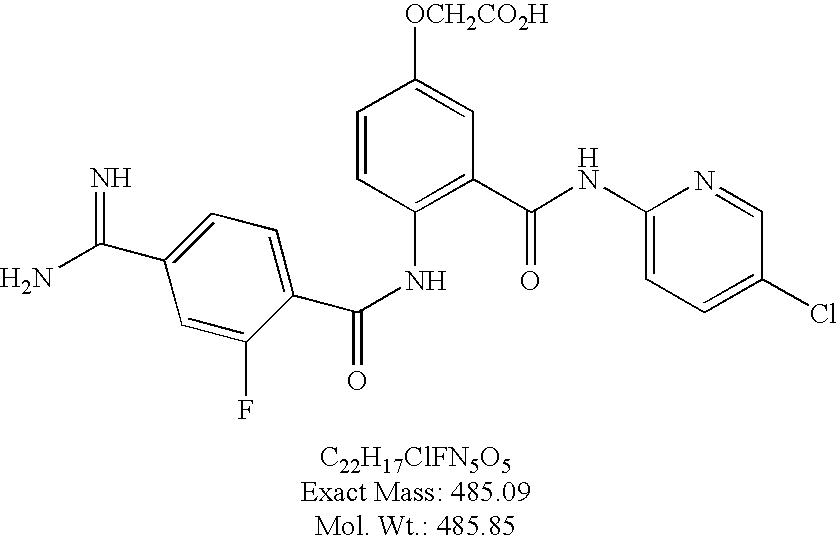 OCH₂CO₂H
NH
H₂N
H
N
N
O
NH
Cl
O
F
C₂₂H₁₇ClFN₅O₅
Exact Mass: 485.09
Mol. Wt.: 485.85